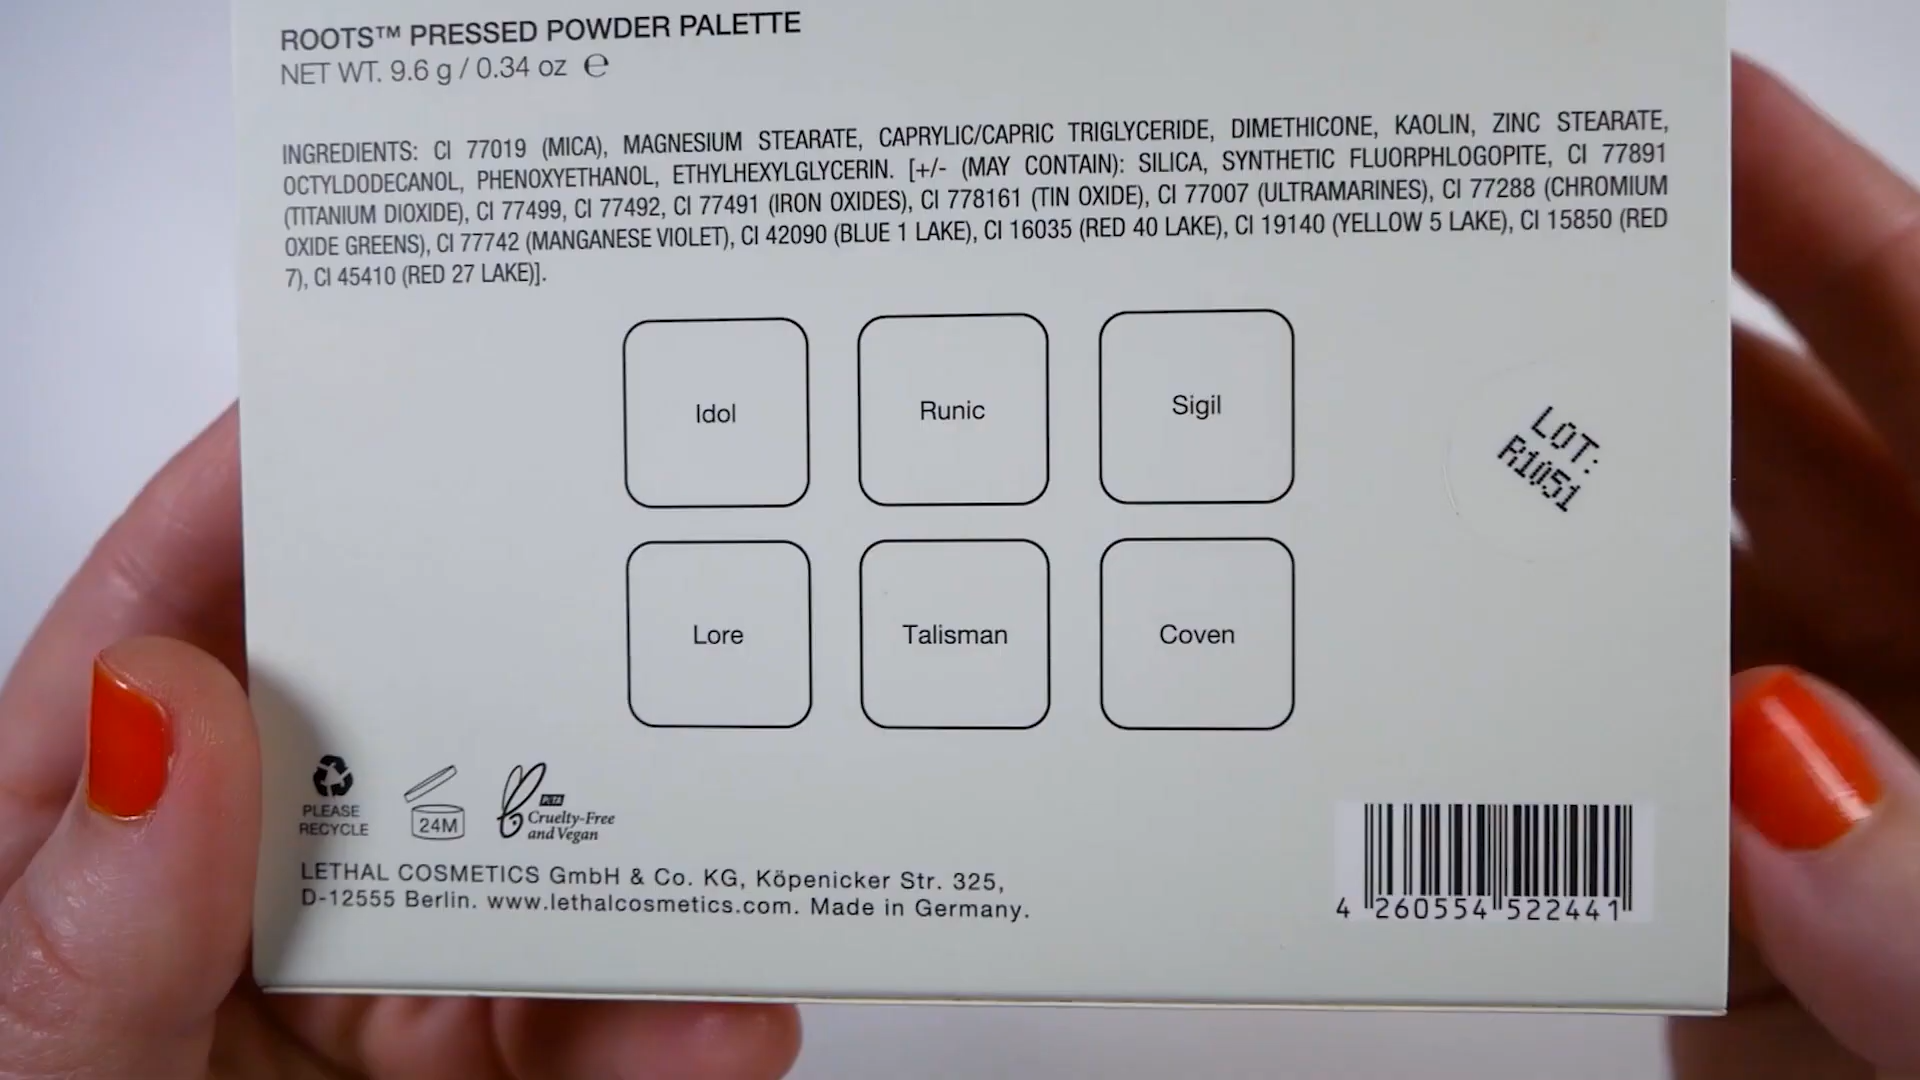 ROOTS™ PRESSED POWDER PALETTE
NET WT. 9.6 g / 0.34 oz ℮
INGREDIENTS: CI 77019 (MICA), MAGNESIUM STEARATE, CAPRYLIC/CAPRIC TRIGLYCERIDE, DIMETHICONE, KAOLIN, ZINC STEARATE,
OCTYLDODECANOL, PHENOXYETHANOL, ETHYLHEXYLGLYCERIN. [+/- (MAY CONTAIN): SILICA, SYNTHETIC FLUORPHLOGOPITE, CI 77891
(TITANIUM DIOXIDE), CI 77499, CI 77492, CI 77491 (IRON OXIDES), CI 778161 (TIN OXIDE), CI 77007 (ULTRAMARINES), CI 77288 (CHROMIUM
OXIDE GREENS), CI 77742 (MANGANESE VIOLET), CI 42090 (BLUE 1 LAKE), CI 16035 (RED 40 LAKE), CI 19140 (YELLOW 5 LAKE), CI 15850 (RED
7), CI 45410 (RED 27 LAKE)].
Idol
Runic
Sigil
LOT:
R1051
Lore
Talisman
Coven
PLEASE
RECYCLE
24M
PETA
Cruelty-Free
and Vegan
LETHAL COSMETICS GmbH & Co. KG, Köpenicker Str. 325,
D-12555 Berlin. www.lethalcosmetics.com. Made in Germany.
4 260554 522441